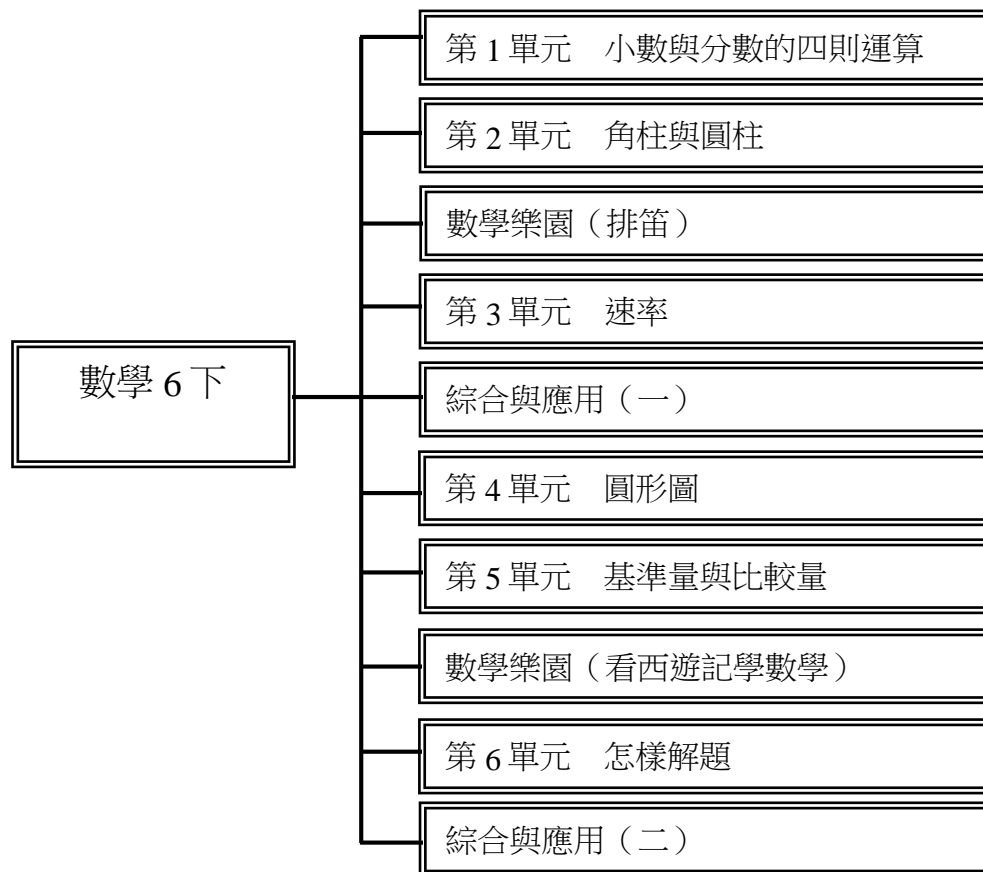 第 1 單元　小數與分數的四則運算
第 2 單元　角柱與圓柱
數學樂園（排笛）
第 3 單元　速率
數學 6 下
綜合與應用（一）
第 4 單元　圓形圖
第 5 單元　基準量與比較量
數學樂園（看西遊記學數學）
第 6 單元　怎樣解題
綜合與應用（二）